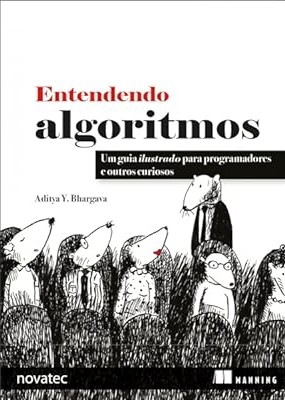 Entendendo
algoritmos
Um guia ilustrado para programadores
e outros curiosos
Aditya Y. Bhargava
novatec
MANNING